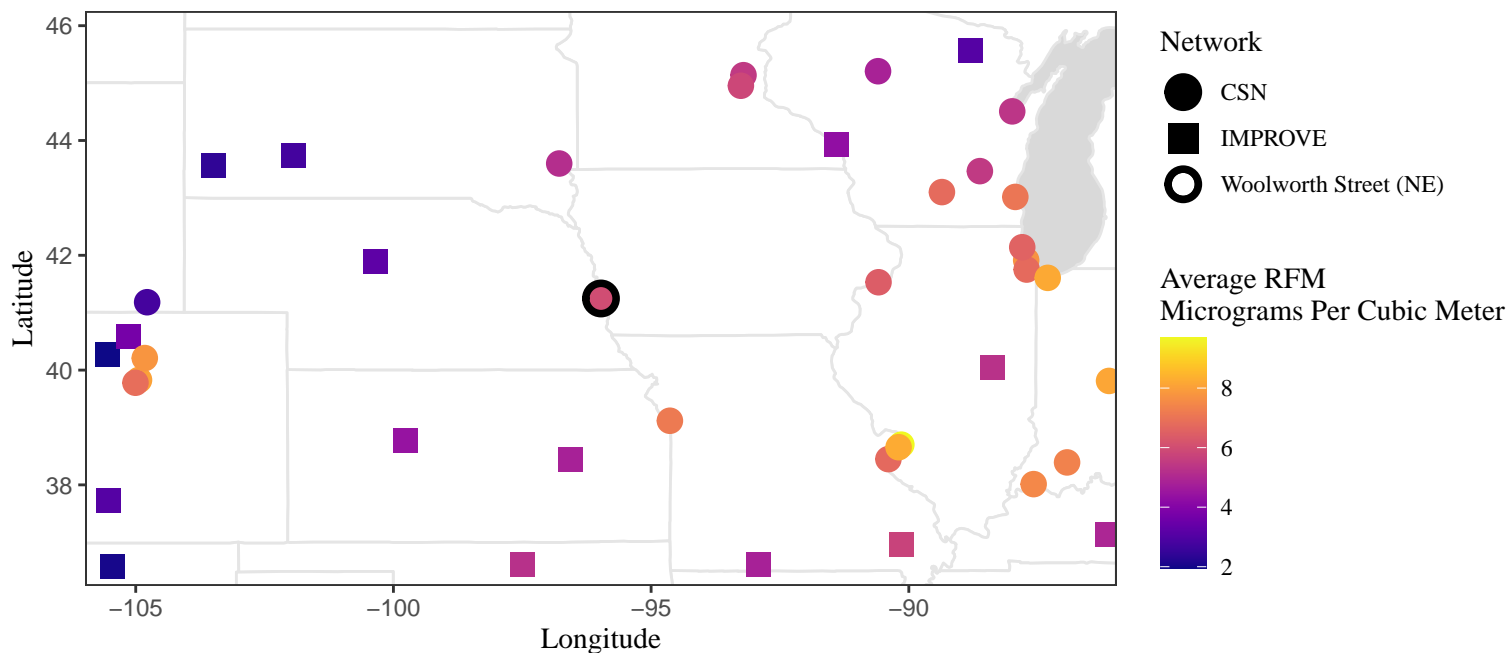 46
44
42
40
38
Latitude
−105
−100
−95
−90
Longitude
Network
CSN
IMPROVE
Woolworth Street (NE)
Average RFM
Micrograms Per Cubic Meter
8
6
4
2